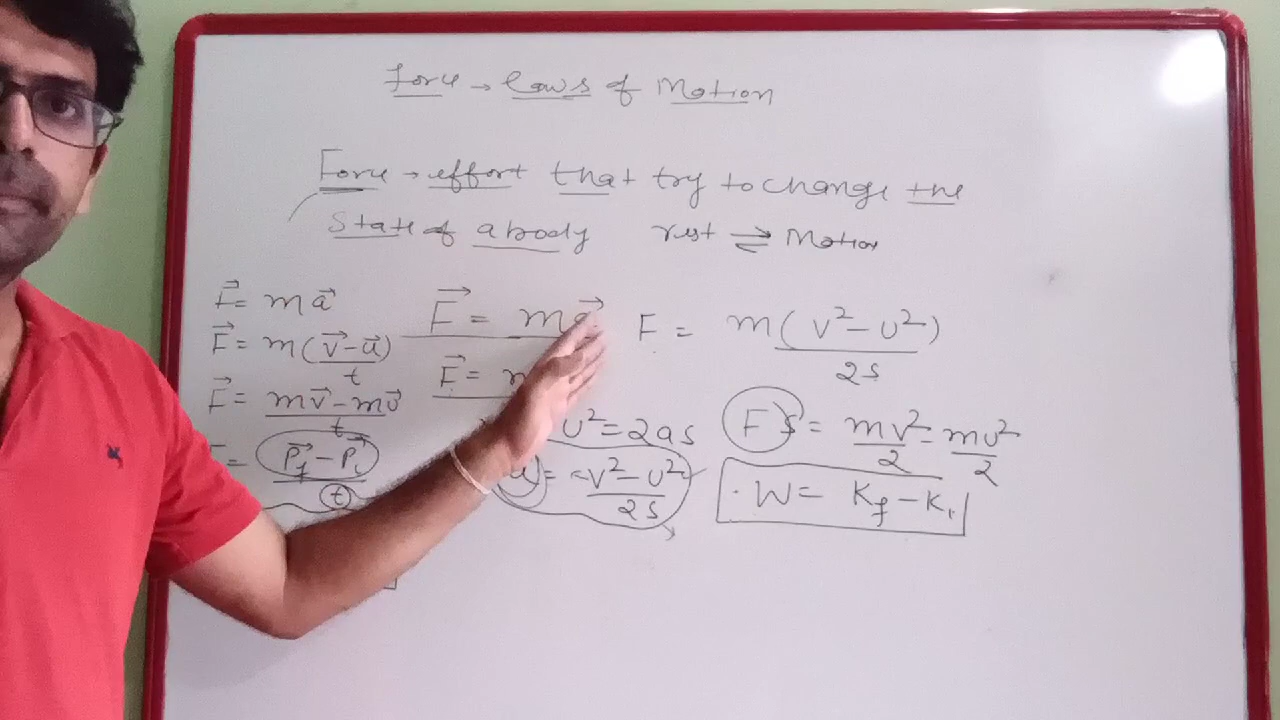 Force → laws of Motion
Force → effort that try to change the
State of a body rest ⇌ Motion
F⃗ = ma⃗
F⃗ = m(v⃗-u⃗)/t
F⃗ = mv⃗-mu⃗/t
= P⃗f - P⃗i/t
F⃗ = ma⃗
F⃗ =
u² = 2as
a = v²-u²/2s
F = m(v²-u²)/2s
Fs = mv²/2 - mu²/2
W = Kf - Ki